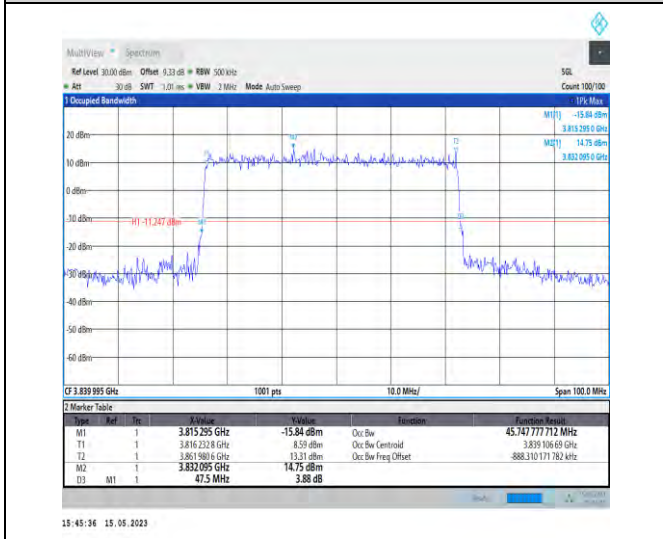 MultiView Spectrum
Ref Level 30.00 dBm Offset 9.33 dB RBW 500 kHz SGL
Att 30 dB SWT 1.01 ms VBW 2 MHz Mode Auto Sweep Count 100/100
1 Occupied Bandwidth 1Pk Max
M1[1] -15.84 dBm
3.815 295 0 GHz
M2[1] 14.75 dBm
3.832 095 0 GHz
20 dBm
M2
T2
T1
10 dBm
0 dBm
-10 dBm
H1 -11.247 dBm
M1
D3
-20 dBm
-30 dBm
-40 dBm
-50 dBm
-60 dBm
CF 3.839 995 GHz 1001 pts 10.0 MHz/ Span 100.0 MHz
2 Marker Table
Type Ref Trc X-Value Y-Value Function Function Result
M1 1 3.815 295 GHz -15.84 dBm Occ Bw 45.747 777 712 MHz
T1 1 3.816 232 8 GHz 8.59 dBm Occ Bw Centroid 3.839 106 69 GHz
T2 1 3.861 980 6 GHz 13.31 dBm Occ Bw Freq Offset -888.310 171 782 kHz
M2 1 3.832 095 GHz 14.75 dBm
D3 M1 1 47.5 MHz 3.88 dB
15:45:36 15.05.2023